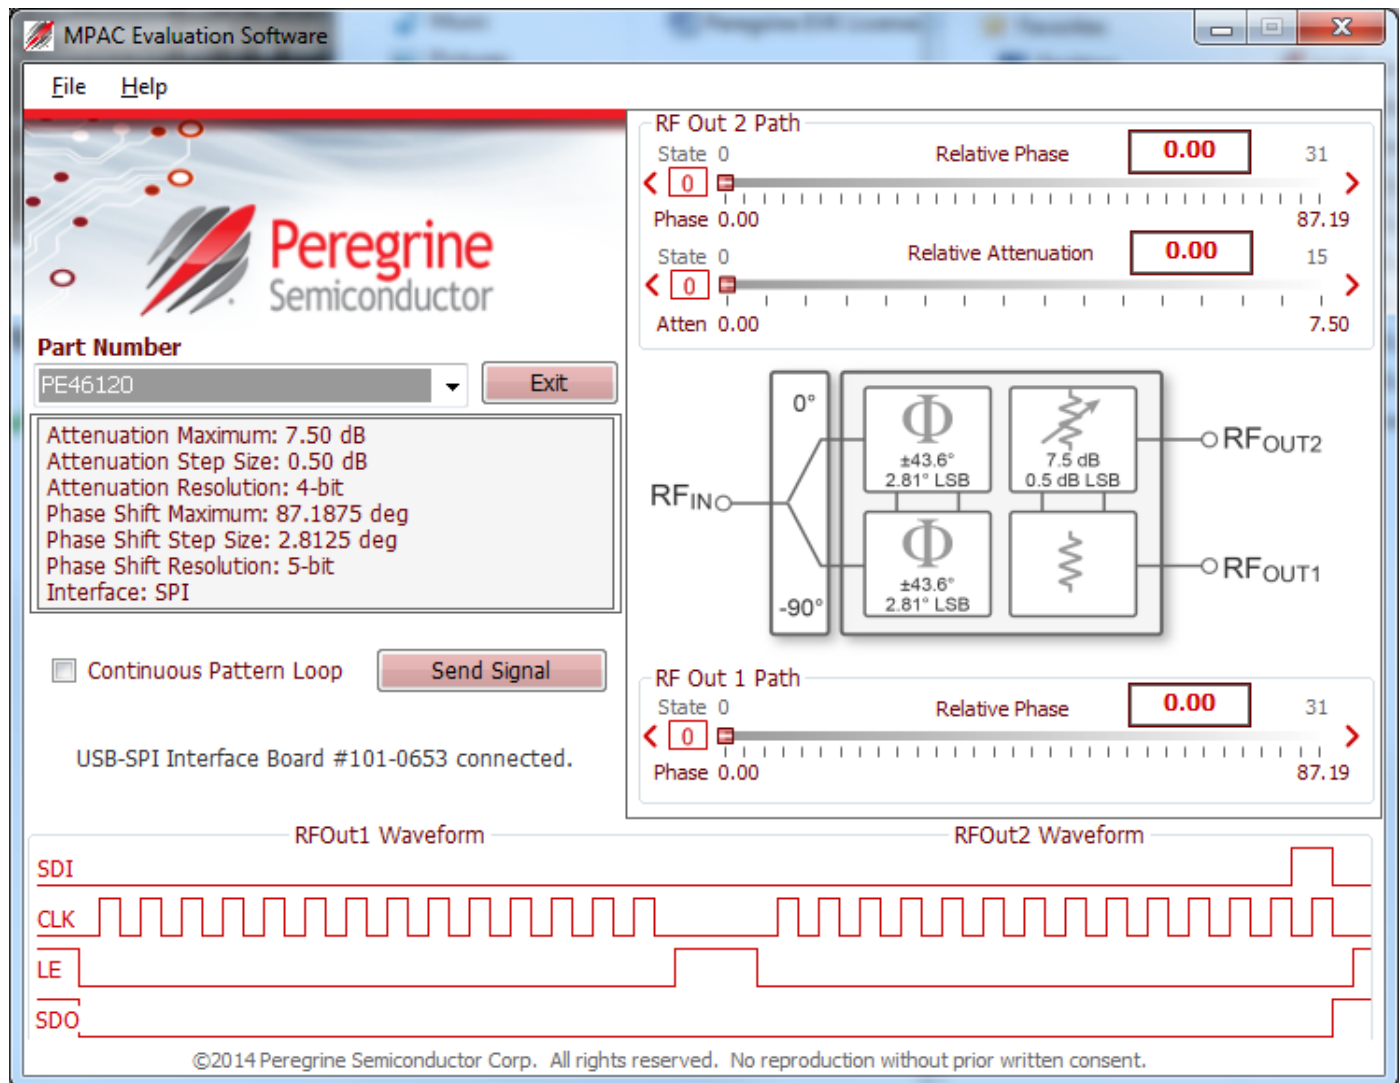 MPAC Evaluation Software
File Help
Peregrine
Semiconductor
Part Number
PE46120
Exit
Attenuation Maximum: 7.50 dB
Attenuation Step Size: 0.50 dB
Attenuation Resolution: 4-bit
Phase Shift Maximum: 87.1875 deg
Phase Shift Step Size: 2.8125 deg
Phase Shift Resolution: 5-bit
Interface: SPI
Continuous Pattern Loop
Send Signal
USB-SPI Interface Board #101-0653 connected.
RF Out 2 Path
State 0 Relative Phase 0.00 31
0
Phase 0.00 87.19
State 0 Relative Attenuation 0.00 15
0
Atten 0.00 7.50
0°
±43.6°
2.81° LSB
7.5 dB
0.5 dB LSB
RFOUT2
RFIN
-90°
±43.6°
2.81° LSB
RFOUT1
RF Out 1 Path
State 0 Relative Phase 0.00 31
0
Phase 0.00 87.19
RFOut1 Waveform RFOut2 Waveform
SDI
CLK
LE
SDO
©2014 Peregrine Semiconductor Corp. All rights reserved. No reproduction without prior written consent.